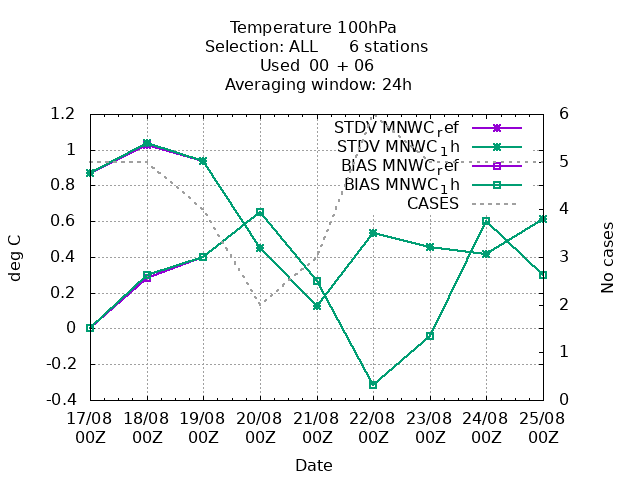 Temperature 100hPa
Selection: ALL 6 stations
Used 00 + 06
Averaging window: 24h
1.2
1
0.8
0.6
0.4
0.2
0
-0.2
-0.4
deg C
6
5
4
3
2
1
0
No cases
STDV MNWC_ref
STDV MNWC_1h
BIAS MNWC_ref
BIAS MNWC_1h
CASES
17/08 18/08 19/08 20/08 21/08 22/08 23/08 24/08 25/08
00Z 00Z 00Z 00Z 00Z 00Z 00Z 00Z 00Z
Date